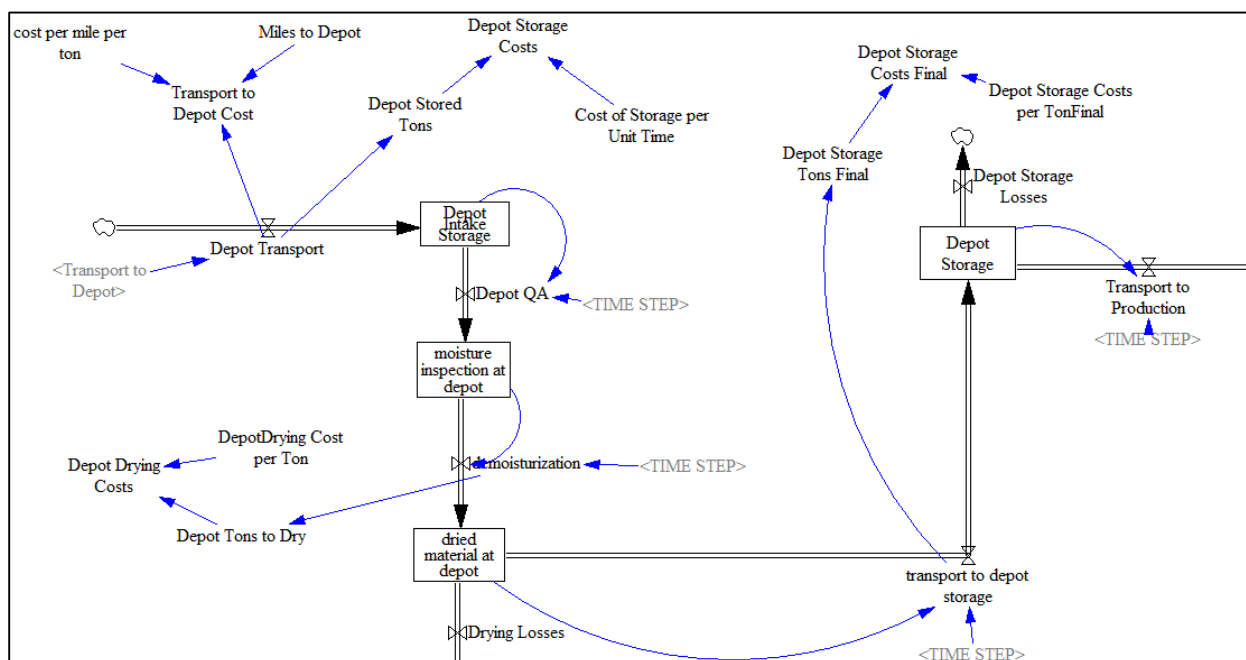 cost per mile per
ton
Miles to Depot
Depot Storage
Costs
Transport to
Depot Cost
Depot Stored
Tons
Cost of Storage per
Unit Time
Depot Storage
Costs Final
Depot Storage Costs
per TonFinal
Depot Storage
Tons Final
Depot Storage
Losses
Depot
Intake
Storage
Depot Transport
<Transport to
Depot>
Depot
Storage
Depot QA
<TIME STEP>
Transport to
Production
<TIME STEP>
moisture
inspection at
depot
DepotDrying Cost
per Ton
Depot Drying
Costs
demoisturization
<TIME STEP>
Depot Tons to Dry
dried
material at
depot
transport to depot
storage
Drying Losses
<TIME STEP>